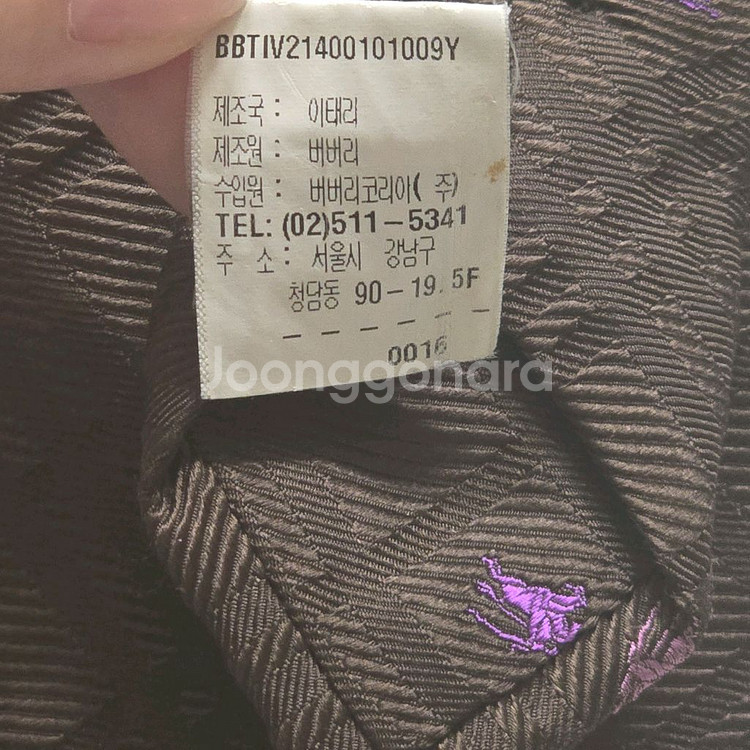 BBTIV21400101009Y
제조국 : 이태리
제조원 : 버버리
수입원 : 버버리코리아( 주)
TEL: (02)511-5341
주 소 : 서울시 강남구
청담동 90-19. 5F
0016
Joonggonara